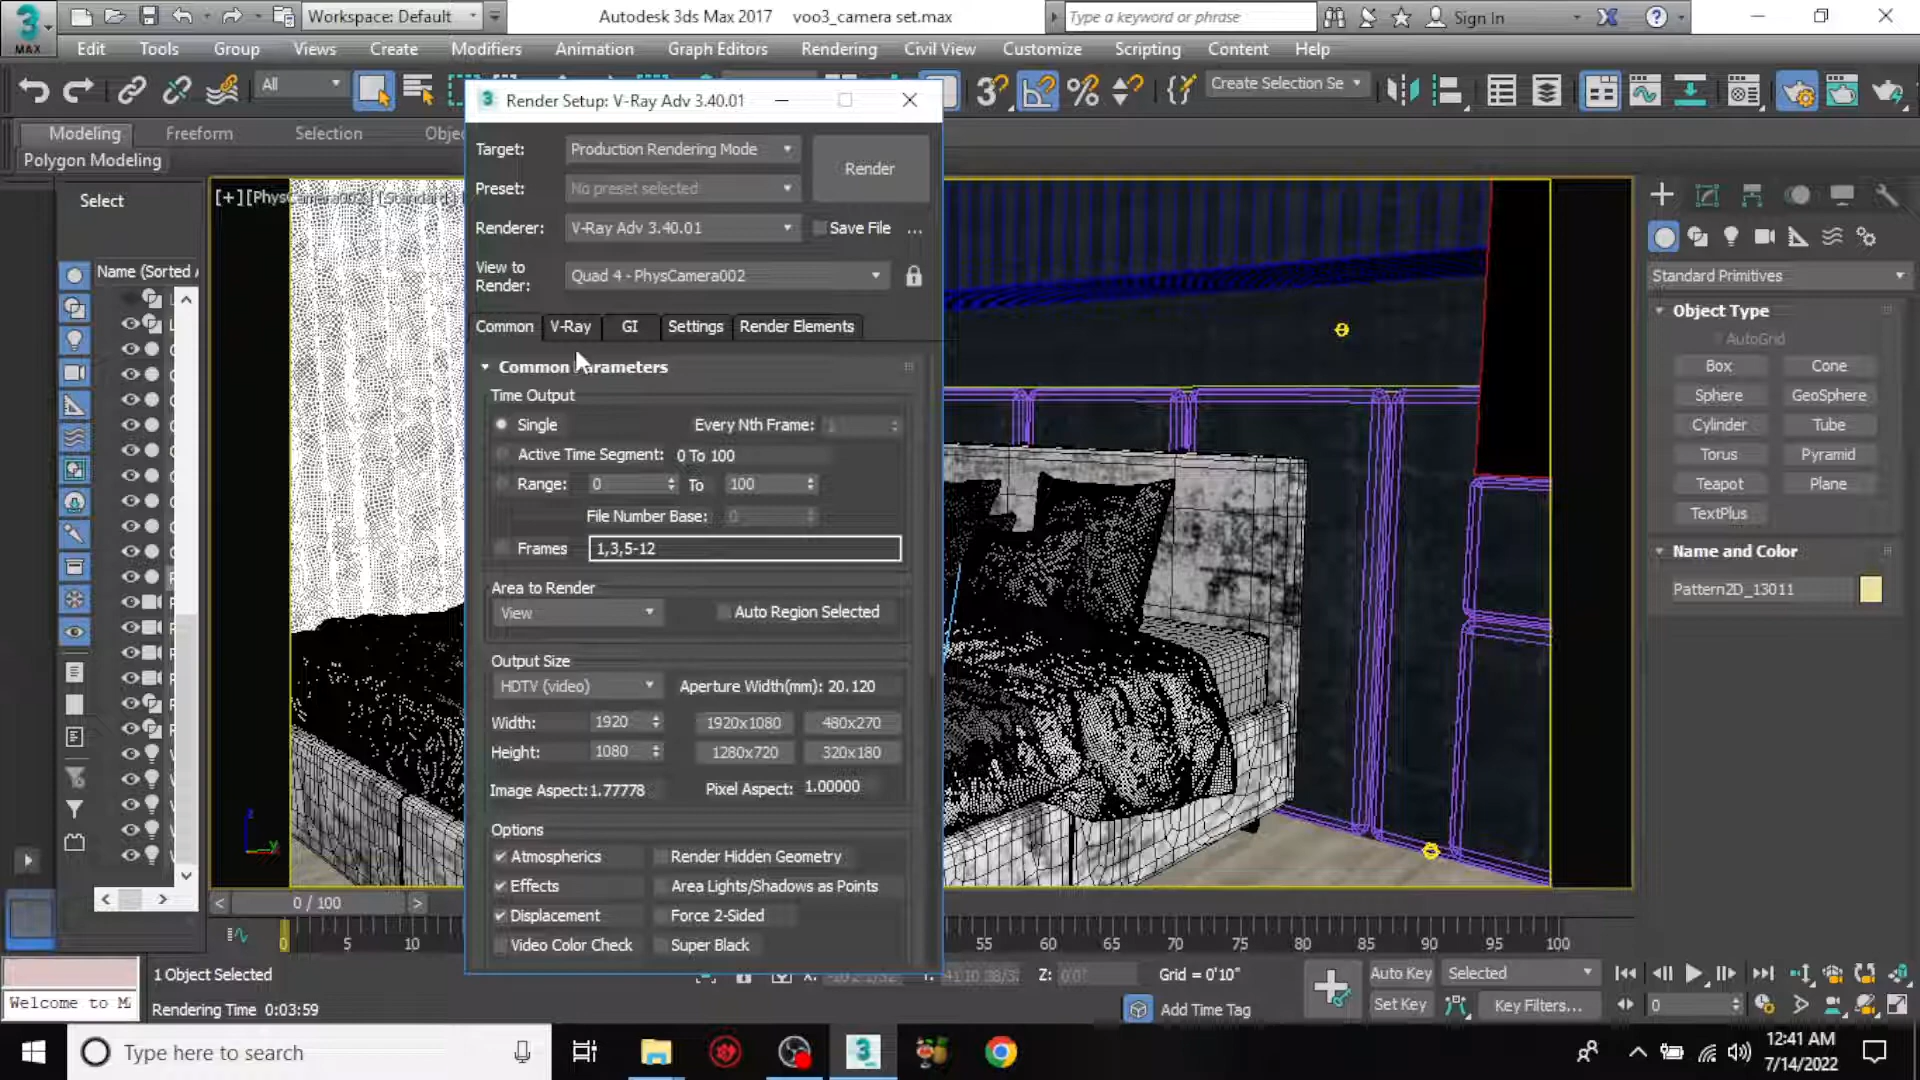 Workspace: Default
Autodesk 3ds Max 2017 voo3_camera set.max
Type a keyword or phrase
Sign In
MAX
Edit Tools Group Views Create Modifiers Animation Graph Editors Rendering Civil View Customize Scripting Content Help
All
Create Selection Se
Modeling Freeform Selection
Polygon Modeling
Render Setup: V-Ray Adv 3.40.01
Target: Production Rendering Mode
Render
Preset: No preset selected
Renderer: V-Ray Adv 3.40.01 Save File ...
View to Render: Quad 4 - PhysCamera002
Common V-Ray GI Settings Render Elements
Common Parameters
Time Output
Single Every Nth Frame: 1
Active Time Segment: 0 To 100
Range: 0 To 100
File Number Base: 0
Frames 1,3,5-12
Area to Render
View Auto Region Selected
Output Size
HDTV (video) Aperture Width(mm): 20.120
Width: 1920 1920x1080 480x270
Height: 1080 1280x720 320x180
Image Aspect: 1.77778 Pixel Aspect: 1.00000
Options
Atmospherics Render Hidden Geometry
Effects Area Lights/Shadows as Points
Displacement Force 2-Sided
Video Color Check Super Black
Select
Name (Sorted
Standard Primitives
Object Type
AutoGrid
Box Cone
Sphere GeoSphere
Cylinder Tube
Torus Pyramid
Teapot Plane
TextPlus
Name and Color
Pattern2D_13011
0 / 100
5 10 55 60 65 70 75 80 85 90 95 100
1 Object Selected
Z: 0'0" Grid = 0'10"
Auto Key Selected
Welcome to M
Rendering Time 0:03:59
Add Time Tag
Set Key Key Filters...
0
Type here to search
12:41 AM
7/14/2022